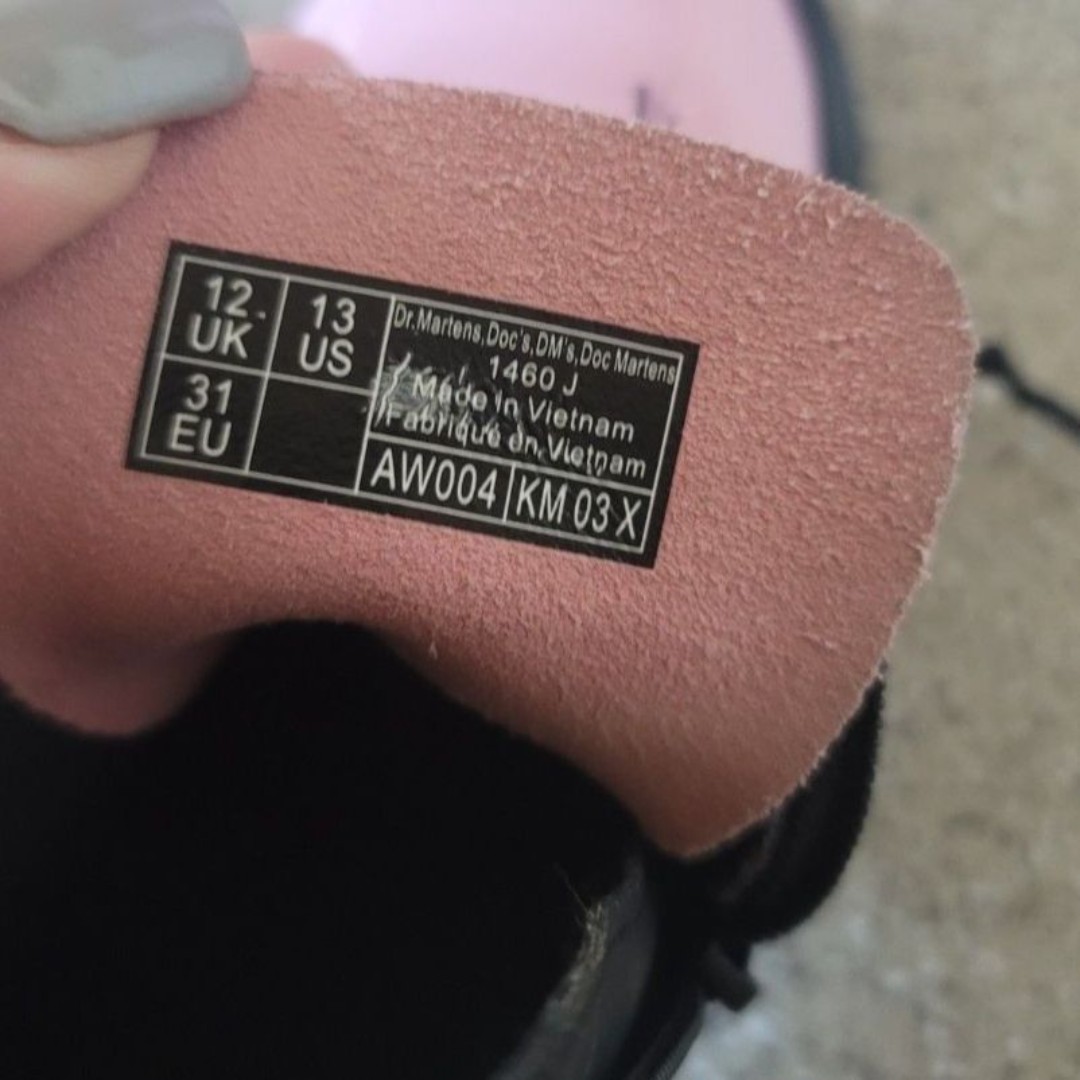 12
UK
13
US
31
EU
Dr.Martens,Doc's,DM's,Doc Martens
1460 J
Made in Vietnam
Fabriqué en Vietnam
AW004
KM 03 X